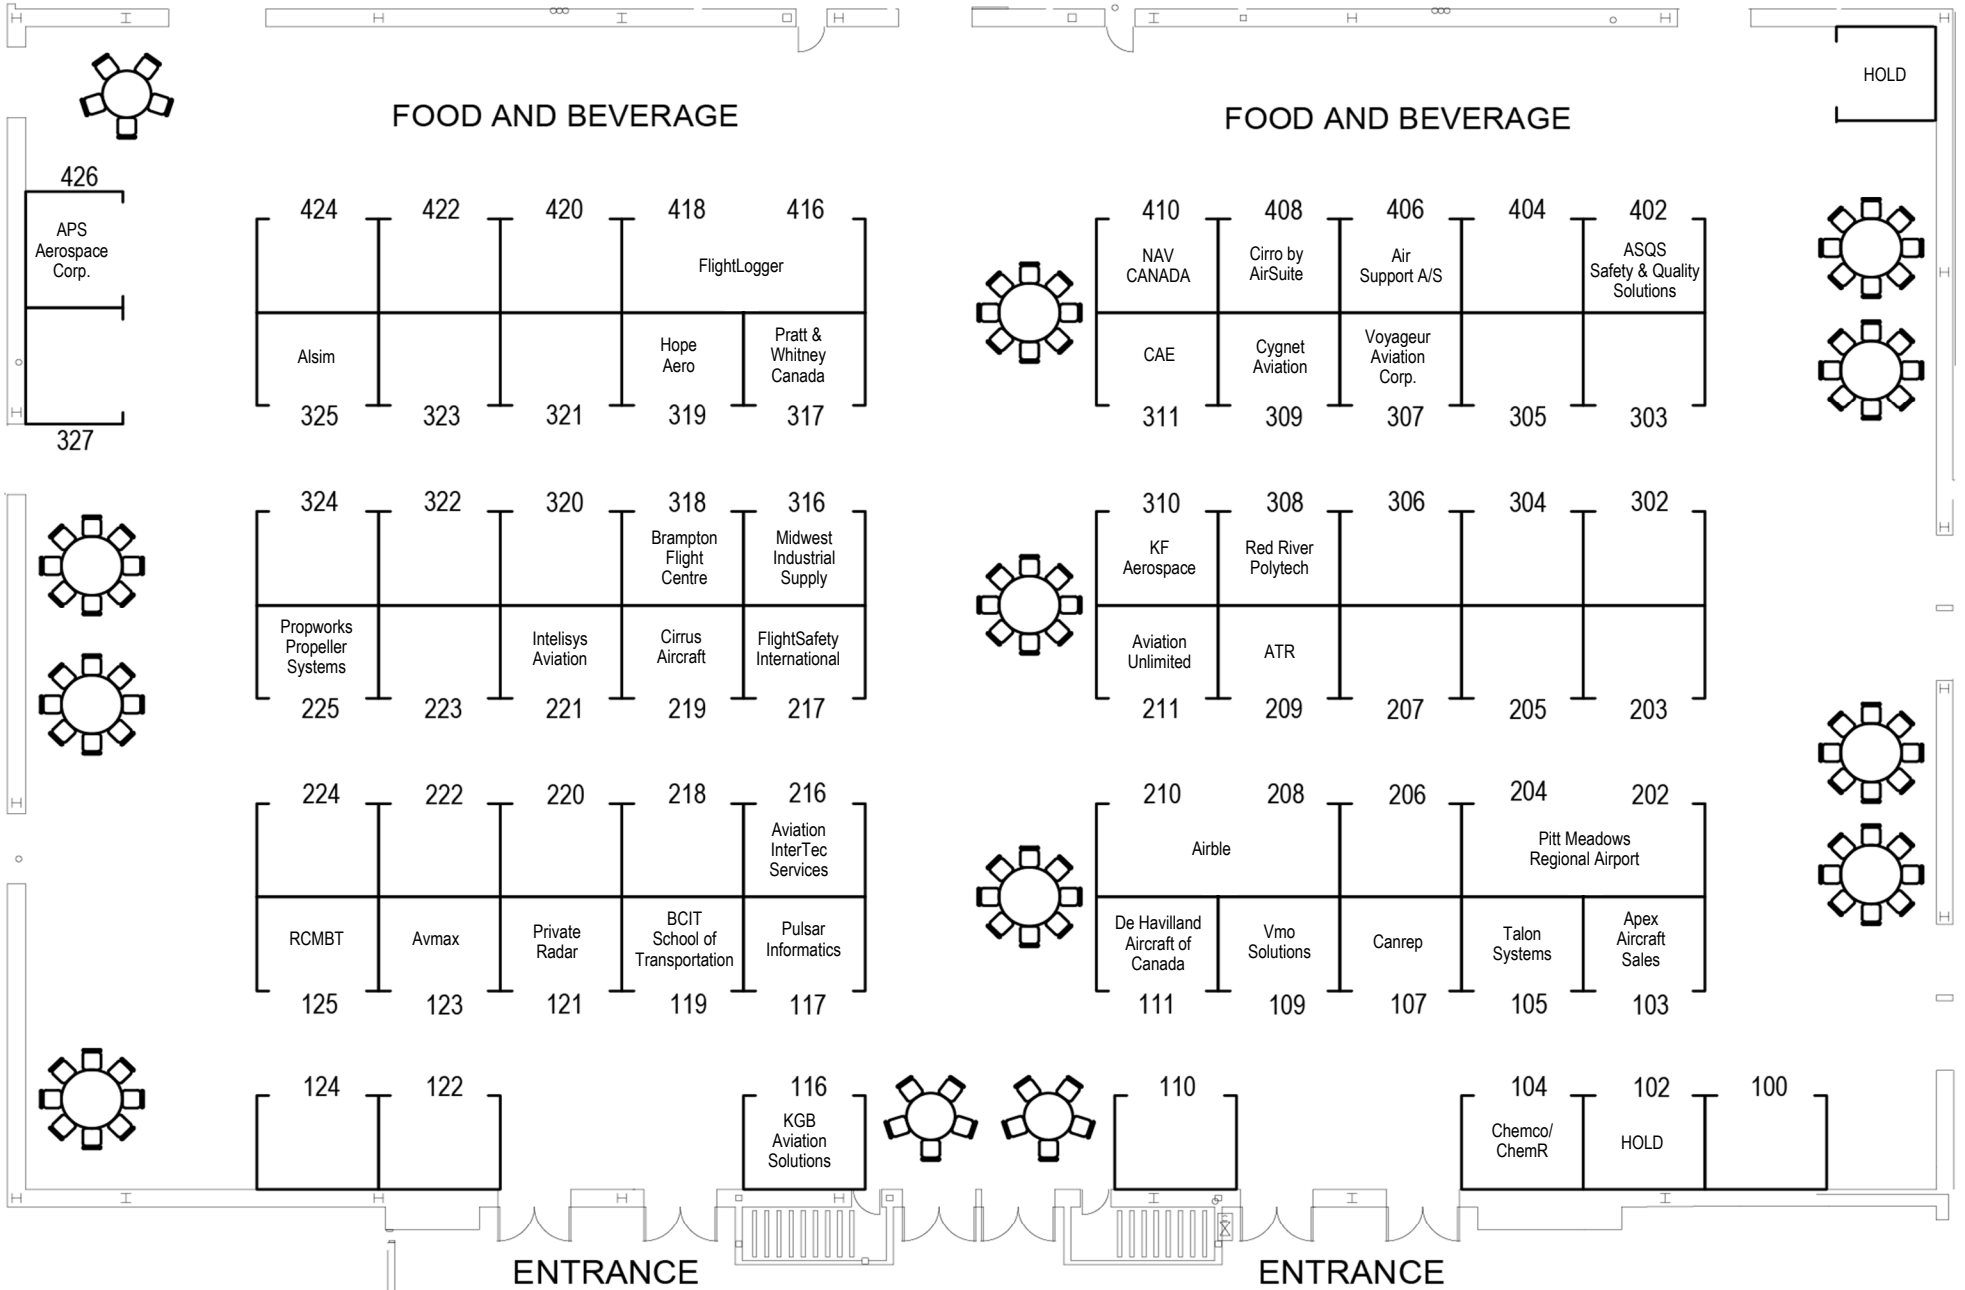 HOLD
FOOD AND BEVERAGE
FOOD AND BEVERAGE
426
APS
Aerospace
Corp.
327
424
422
420
418
416
FlightLogger
Alsim
Hope
Aero
Pratt &
Whitney
Canada
325
323
321
319
317
410
408
406
404
402
NAV
CANADA
Cirro by
AirSuite
Air
Support A/S
ASQS
Safety & Quality
Solutions
CAE
Cygnet
Aviation
Voyageur
Aviation
Corp.
311
309
307
305
303
324
322
320
318
316
Brampton
Flight
Centre
Midwest
Industrial
Supply
Propworks
Propeller
Systems
Intelisys
Aviation
Cirrus
Aircraft
FlightSafety
International
225
223
221
219
217
310
308
306
304
302
KF
Aerospace
Red River
Polytech
Aviation
Unlimited
ATR
211
209
207
205
203
224
222
220
218
216
Aviation
InterTec
Services
RCMBT
Avmax
Private
Radar
BCIT
School of
Transportation
Pulsar
Informatics
125
123
121
119
117
210
208
206
204
202
Airble
Pitt Meadows
Regional Airport
De Havilland
Aircraft of
Canada
Vmo
Solutions
Canrep
Talon
Systems
Apex
Aircraft
Sales
111
109
107
105
103
124
122
116
KGB
Aviation
Solutions
110
104
102
100
Chemco/
ChemR
HOLD
ENTRANCE
ENTRANCE